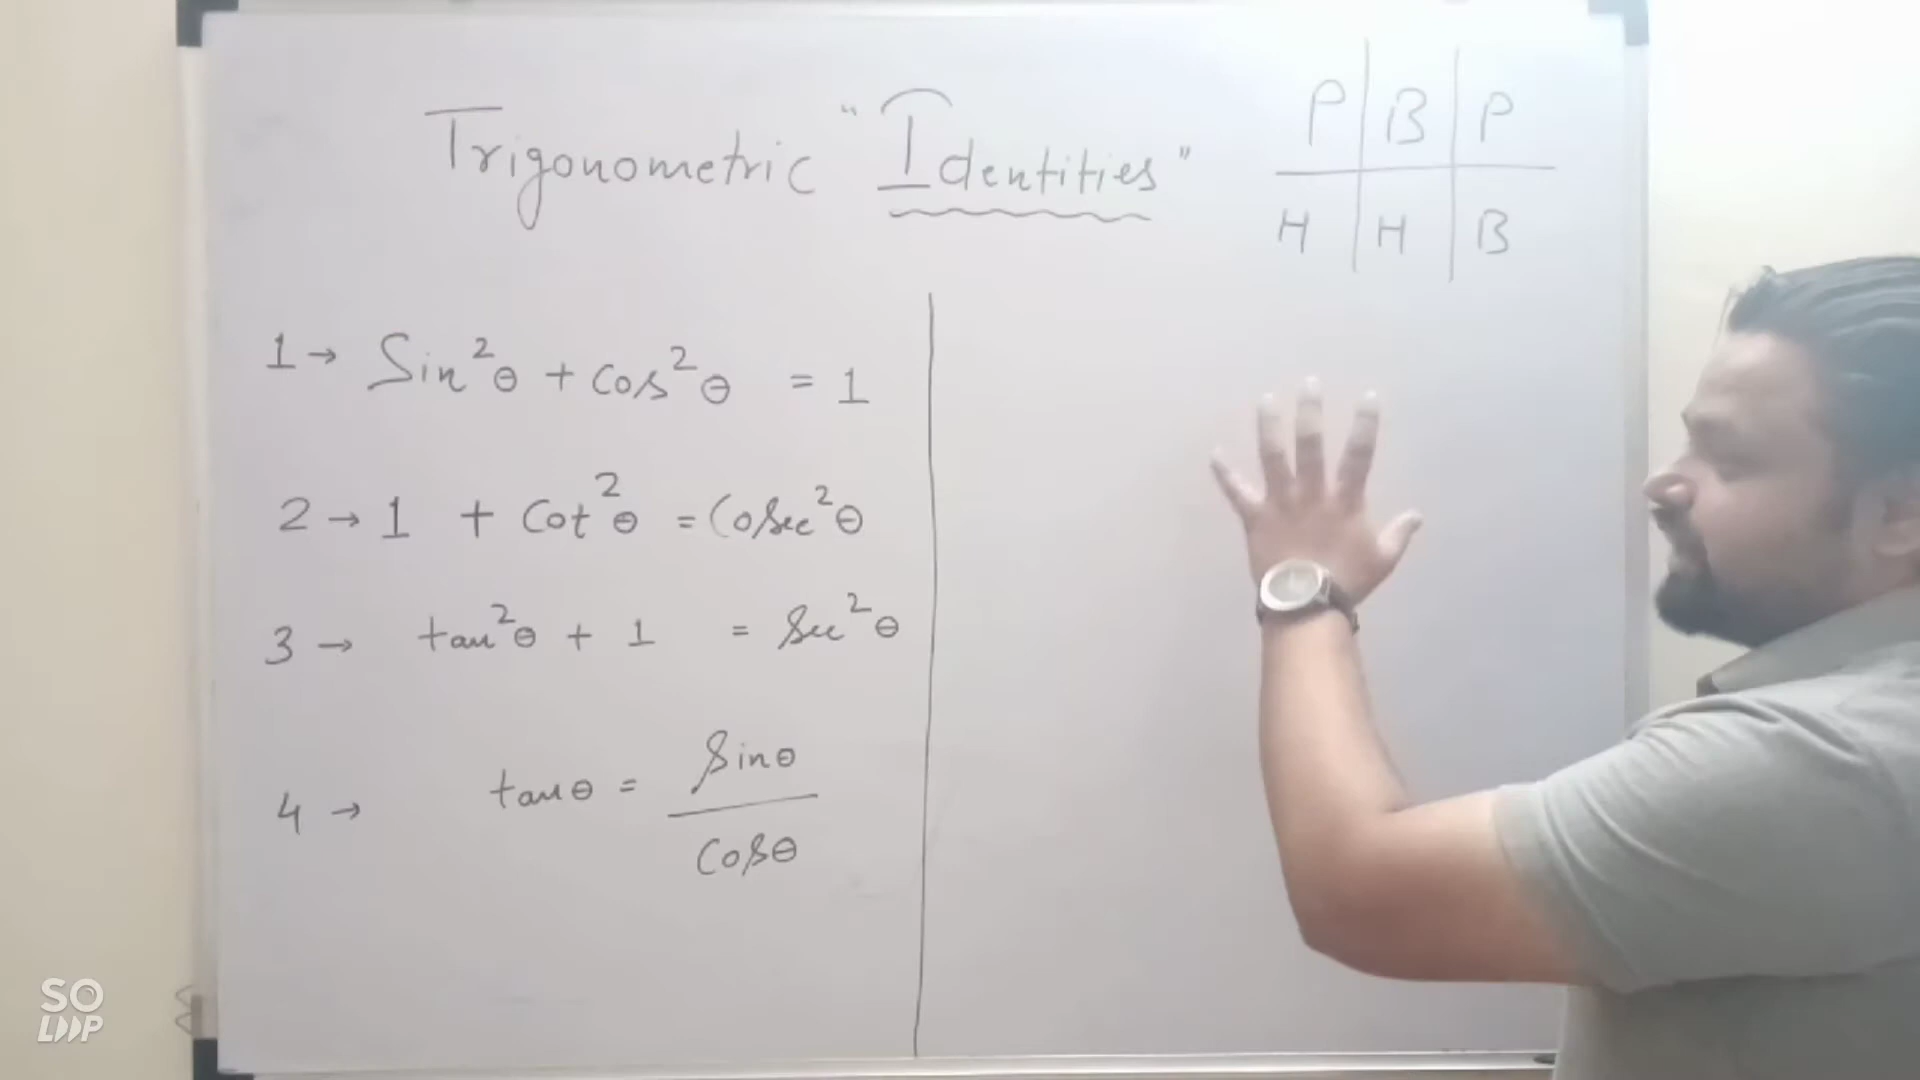 Trigonometric "Identities"
P B P
H H B
1 → Sin²θ + Cos²θ = 1
2 → 1 + Cot²θ = Cosec²θ
3 → tan²θ + 1 = Sec²θ
4 → tanθ = Sinθ
Cosθ
SO
LOOP